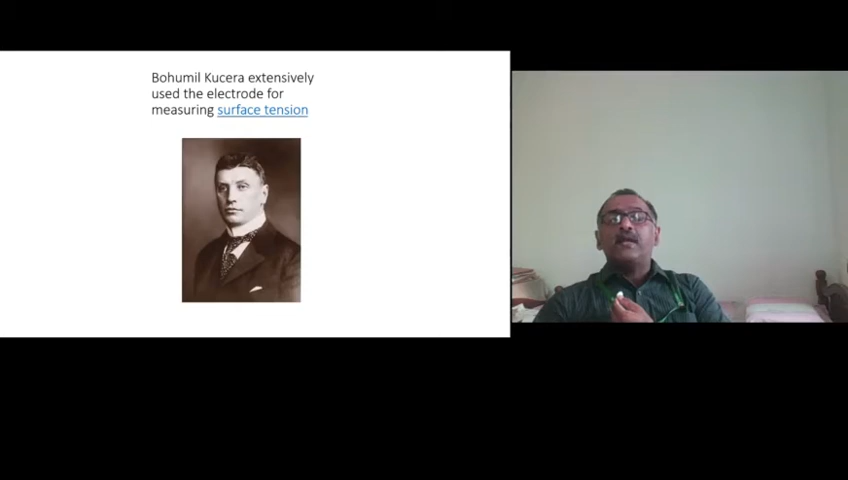 Bohumil Kucera extensively
used the electrode for
measuring surface tension